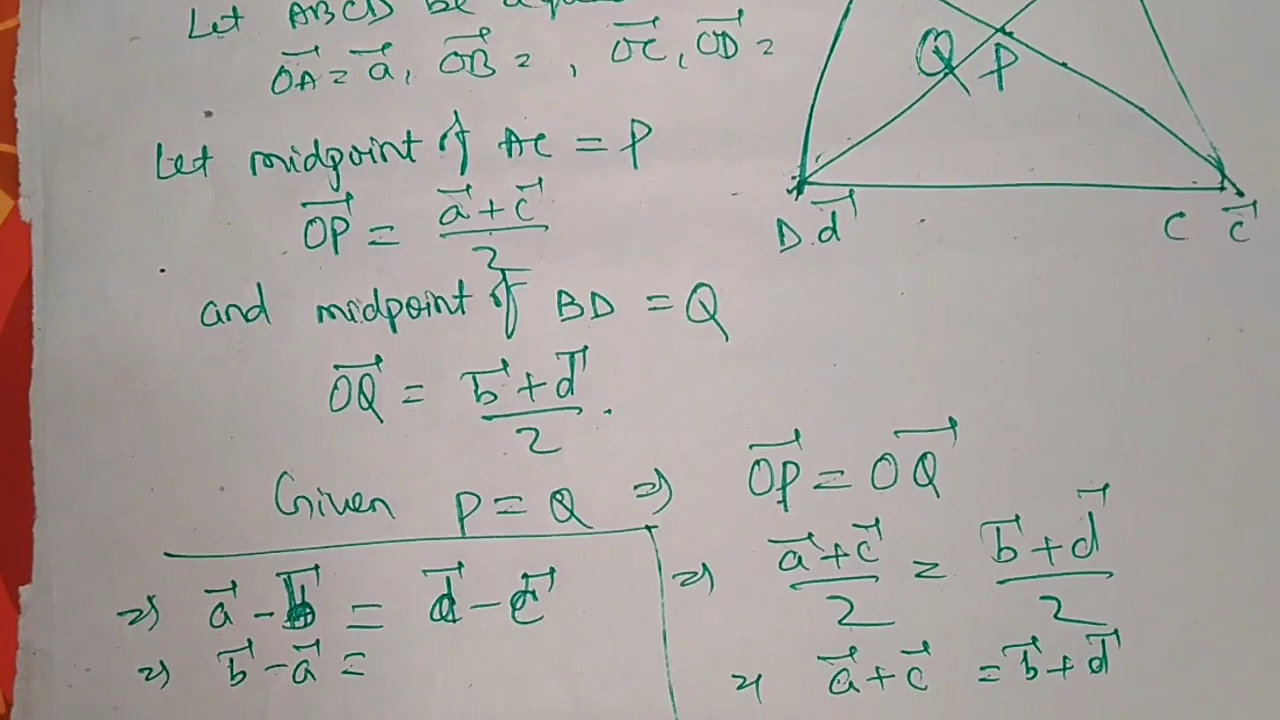 Let ABCD be a
OA⃗ = a⃗, OB⃗ = , OC⃗, OD⃗ =
Let midpoint of AC = P
OP⃗ = (a⃗ + c⃗)/2
and midpoint of BD = Q
OQ⃗ = (b⃗ + d⃗)/2.
Given P = Q ⇒ OP⃗ = OQ⃗
⇒ (a⃗ + c⃗)/2 = (b⃗ + d⃗)/2
⇒ a⃗ + c⃗ = b⃗ + d⃗
⇒ a⃗ - b⃗ = d⃗ - c⃗
⇒ b⃗ - a⃗ =
Q P
D. d⃗ C c⃗